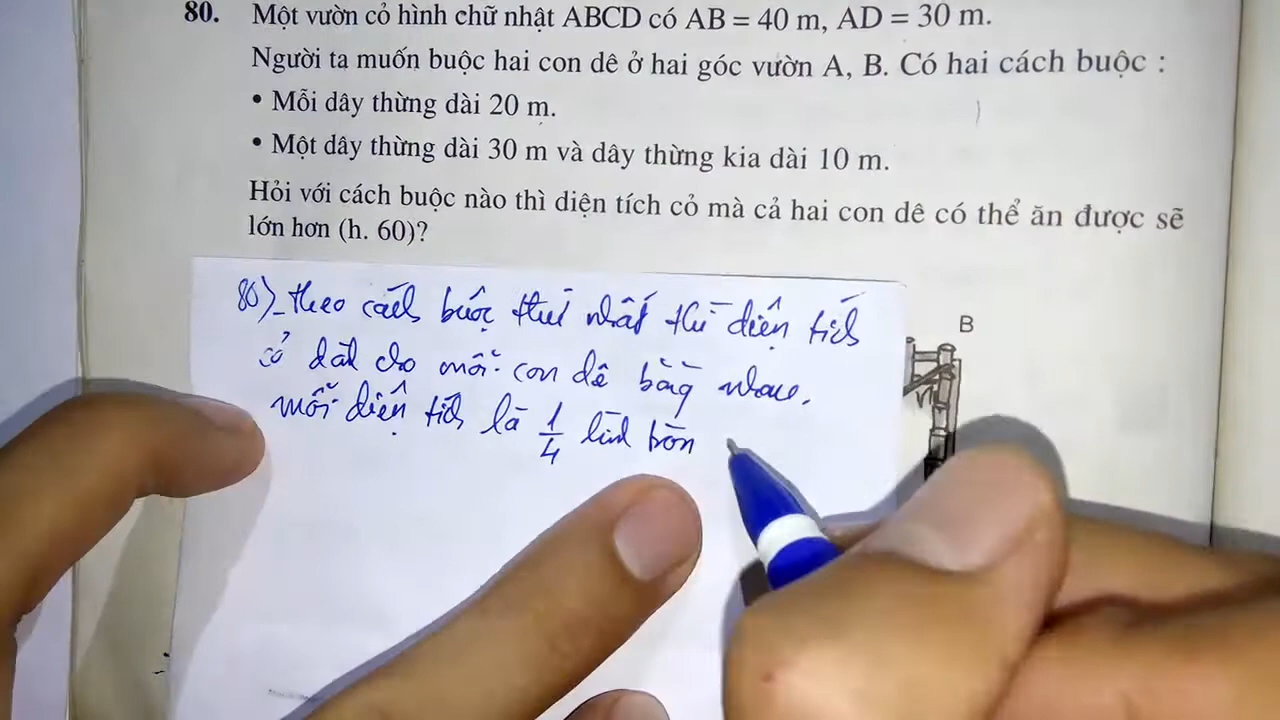 80. Một vườn cỏ hình chữ nhật ABCD có AB = 40 m, AD = 30 m.
Người ta muốn buộc hai con dê ở hai góc vườn A, B. Có hai cách buộc :
• Mỗi dây thừng dài 20 m.
• Một dây thừng dài 30 m và dây thừng kia dài 10 m.
Hỏi với cách buộc nào thì diện tích cỏ mà cả hai con dê có thể ăn được sẽ
lớn hơn (h. 60)?
80) theo cách buộc thứ nhất thì diện tích
cỏ dành cho mỗi con dê bằng nhau.
mỗi diện tích là 1/4 hình tròn
B